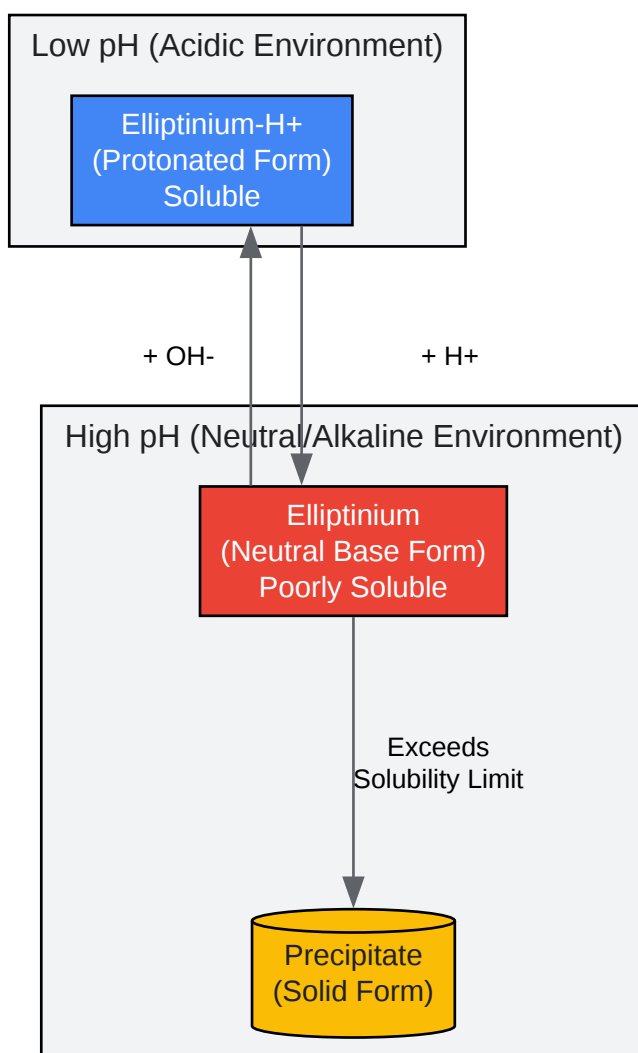 Low pH (Acidic Environment)
Elliptinium-H+
(Protonated Form)
Soluble
+ OH-
+ H+
High pH (Neutral/Alkaline Environment)
Elliptinium
(Neutral Base Form)
Poorly Soluble
Exceeds
Solubility Limit
Precipitate
(Solid Form)